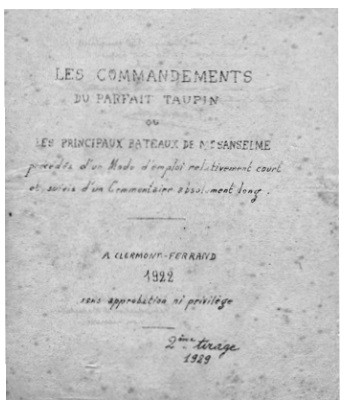 LES COMMANDEMENTS
DU PARFAIT TAUPIN
OU
LES PRINCIPAUX BATEAUX DE Mr SANSELME
précédés d'un Mode d'emploi relativement court
et suivis d'un Commentaire absolument long.
A CLERMONT-FERRAND
1922
sans approbation ni privilège
2ème tirage
1929